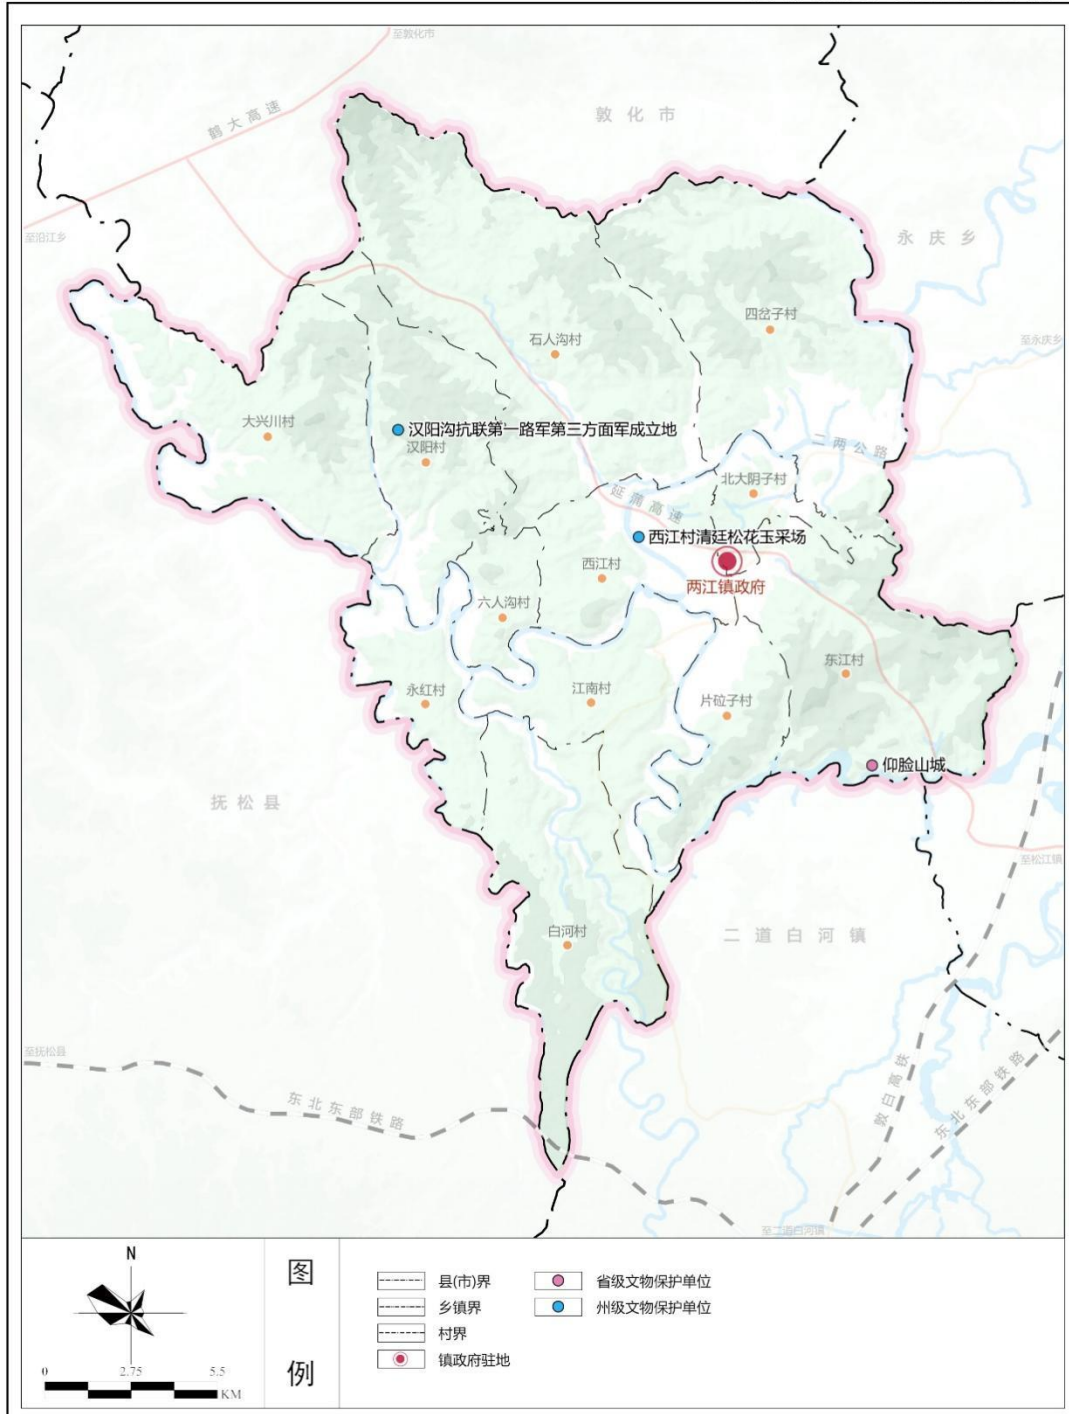 至敦化市
鹤大高速
敦化市
至沿江乡
永庆乡
四岔子村
石人沟村
至永庆乡
大兴川村
汉阳沟抗联第一路军第三方面军成立地
汉阳村
二两公路
北大阴子村
延蒲高速
西江村清廷松花玉采场
西江村
两江镇政府
六人沟村
东江村
永红村
江南村
片砬子村
仰脸山城
抚松县
至松江镇
白河村
二道白河镇
至抚松县
东北东部铁路
敦白高铁
东北东部铁路
至二道白河镇
N
0 2.75 5.5
KM
图例
县(市)界
乡镇界
村界
镇政府驻地
省级文物保护单位
州级文物保护单位